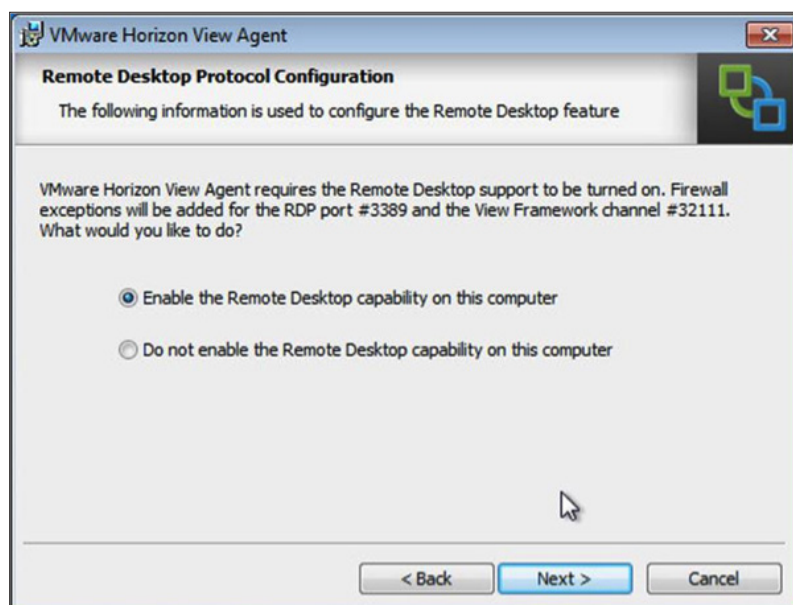 VMware Horizon View Agent
Remote Desktop Protocol Configuration
The following information is used to configure the Remote Desktop feature
VMware Horizon View Agent requires the Remote Desktop support to be turned on. Firewall
exceptions will be added for the RDP port #3389 and the View Framework channel #32111.
What would you like to do?
Enable the Remote Desktop capability on this computer
Do not enable the Remote Desktop capability on this computer
< Back
Next >
Cancel